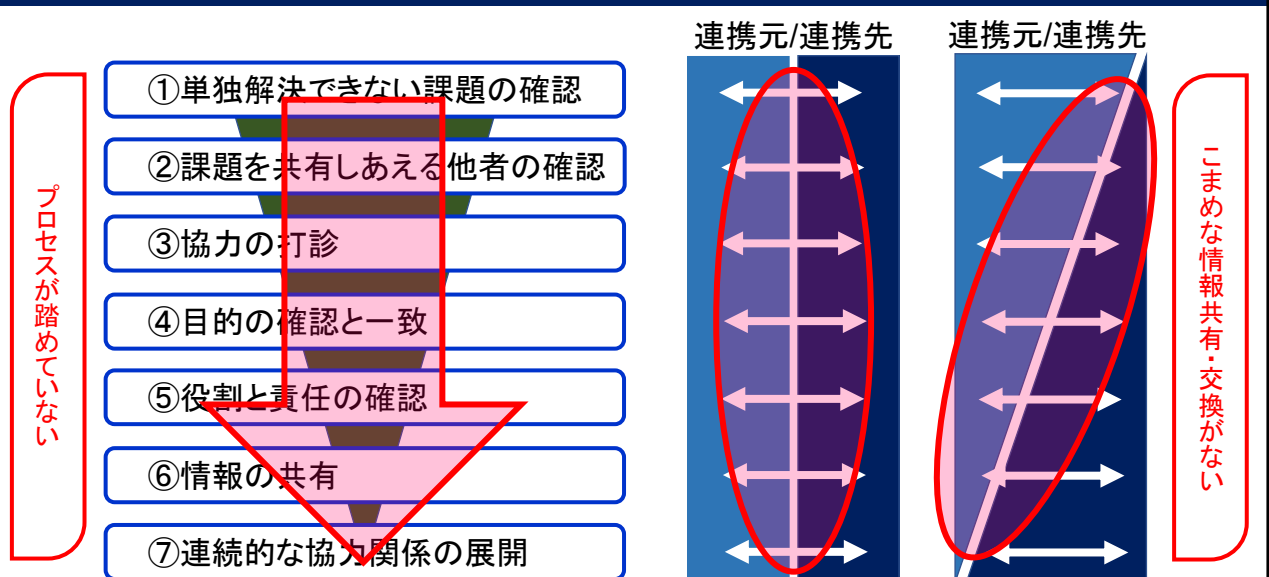 連携元/連携先
連携元/連携先
プロセスが踏めていない
①単独解決できない課題の確認
②課題を共有しあえる他者の確認
③協力の打診
④目的の確認と一致
⑤役割と責任の確認
⑥情報の共有
⑦連続的な協力関係の展開
こまめな情報共有・交換がない